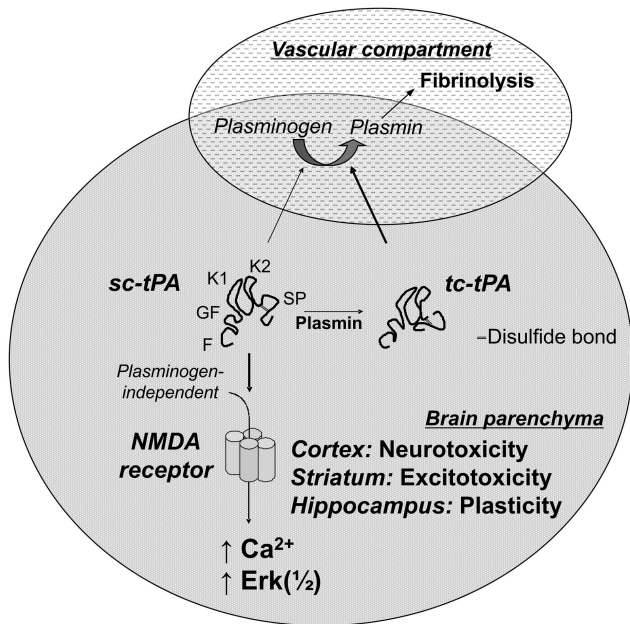 Vascular compartment
Fibrinolysis
Plasminogen Plasmin
K1 K2
sc-tPA SP tc-tPA
GF
Plasmin
F
–Disulfide bond
Plasminogen-
independent
Brain parenchyma
NMDA
receptor
Cortex: Neurotoxicity
Striatum: Excitotoxicity
Hippocampus: Plasticity
↑ Ca²⁺
↑ Erk(½)